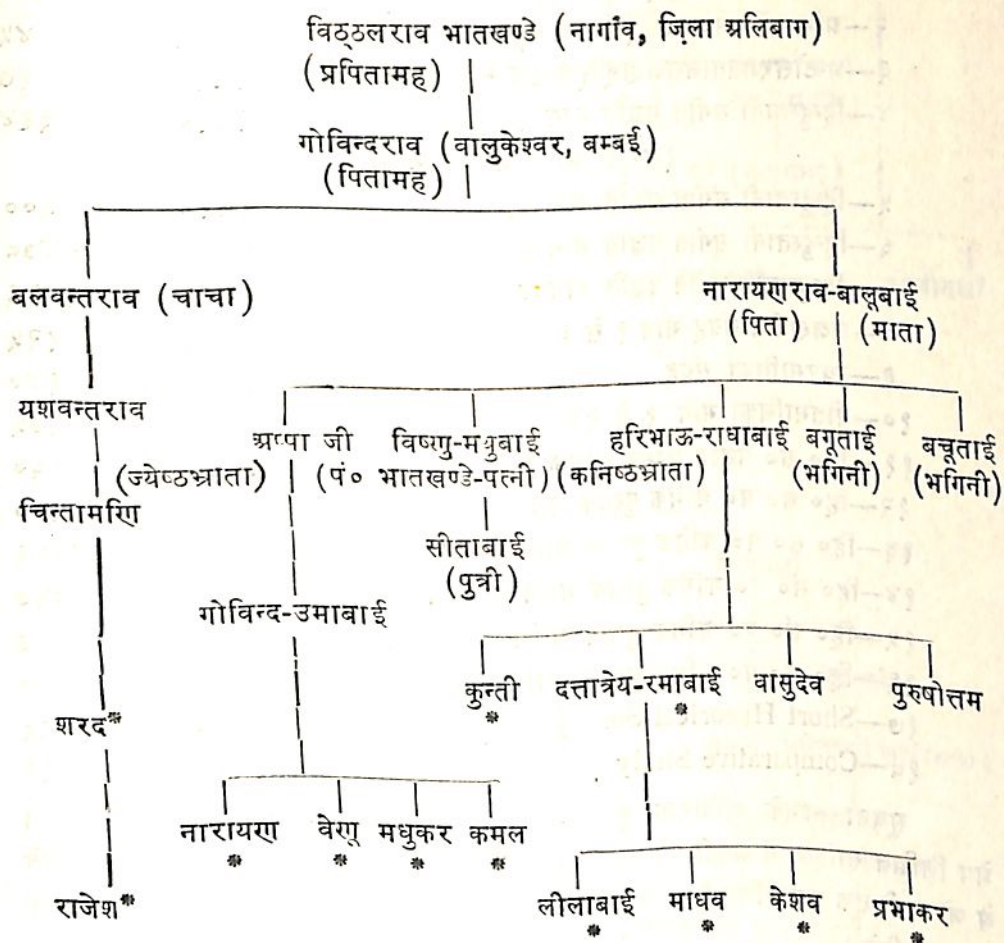 विठ्ठलराव भातखण्डे (नागांव, ज़िला अलिबाग)
(प्रपितामह)
गोविन्दराव (वालुकेश्वर, बम्बई)
(पितामह)
बलवन्तराव (चाचा) नारायणराव-बालूबाई
(पिता) (माता)
यशवन्तराव
अप्पा जी विष्णु-मथुबाई हरिभाऊ-राधाबाई बगूताई बचूताई
(ज्येष्ठभ्राता) (पं० भातखण्डे-पत्नी) (कनिष्ठभ्राता) (भगिनी) (भगिनी)
चिन्तामणि
सीताबाई
(पुत्री)
गोविन्द-उमाबाई
कुन्ती दत्तात्रेय-रमाबाई वासुदेव पुरुषोत्तम
* *
शरद*
नारायण वेणू मधुकर कमल
* * * *
राजेश* लीलाबाई माधव केशव प्रभाकर
* * * *
Short
Comparative